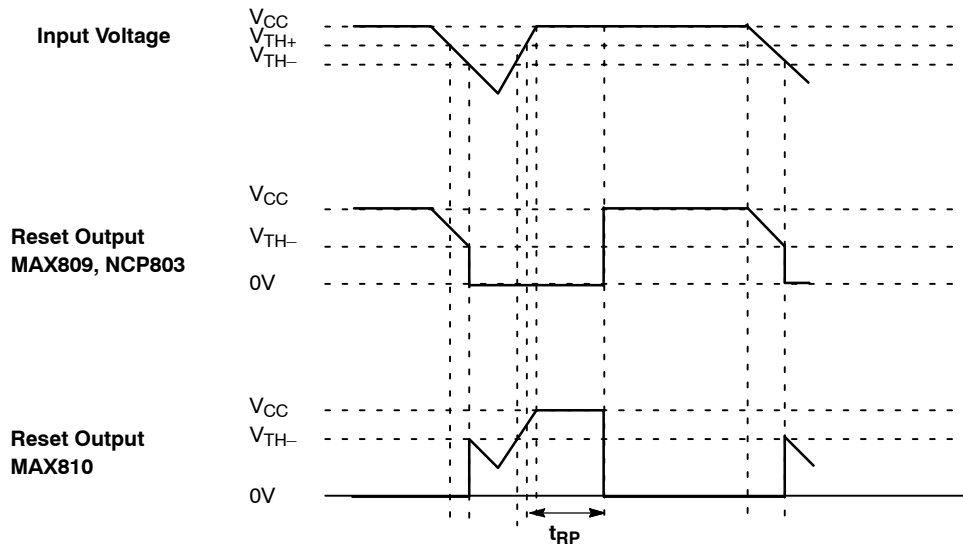 Input Voltage
VCC
VTH+
VTH–
Reset Output
MAX809, NCP803
VCC
VTH–
0V
Reset Output
MAX810
VCC
VTH–
0V
tRP